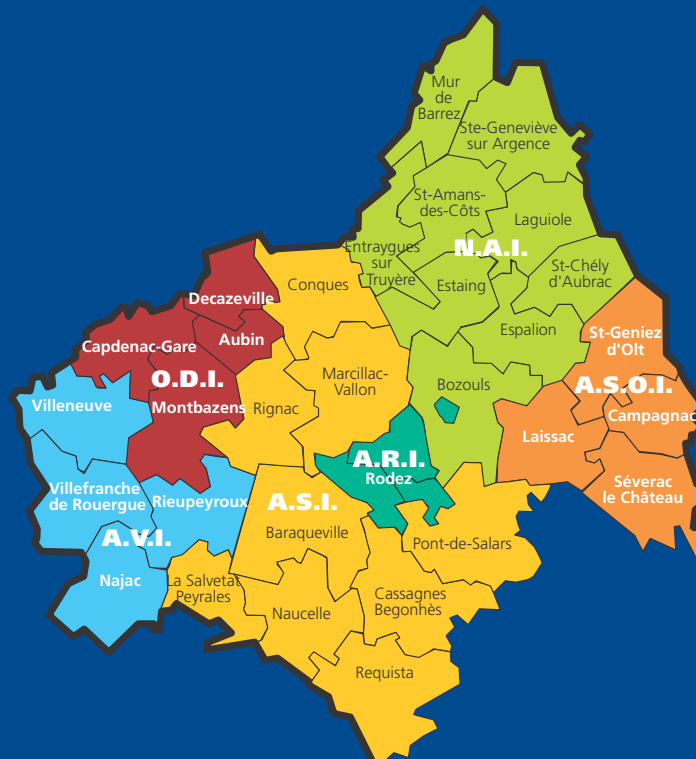 Mur
de
Barrez
Ste-Geneviève
sur Argence
St-Amans-
des-Côts
Laguiole
N.A.I.
Entraygues
sur
Truyère
Estaing
St-Chély
d'Aubrac
Conques
Decazeville
Espalion
St-Geniez
d'Olt
Aubin
Capdenac-Gare
Marcillac-
Vallon
O.D.I.
Bozouls
A.S.O.I.
Villeneuve
Montbazens
Rignac
Campagnac
Laissac
A.R.I.
Rodez
Séverac
le Château
Villefranche
de Rouergue
Rieupeyroux
A.S.I.
Baraqueville
A.V.I.
Pont-de-Salars
Najac
La Salvetat
Peyrales
Cassagnes
Begonhès
Naucelle
Requista